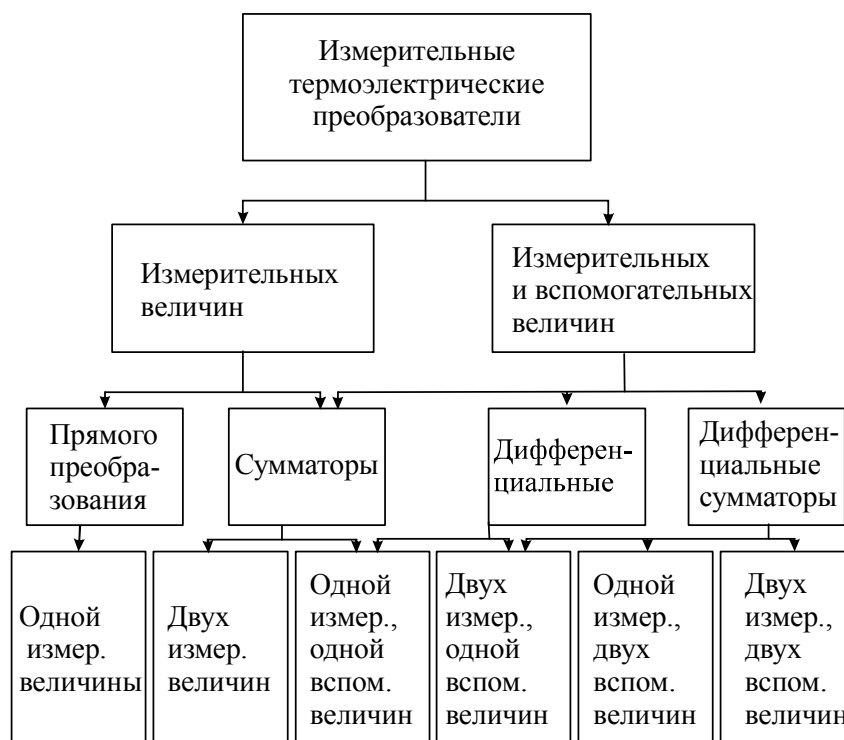 Измерительные
термоэлектрические
преобразователи
Измерительных
величин
Измерительных
и вспомогательных
величин
Прямого
преобра-
зования
Сумматоры
Дифферен-
циальные
Дифферен-
циальные
сумматоры
Одной
измер.
величины
Двух
измер.
величин
Одной
измер.,
одной
вспом.
величин
Двух
измер.,
одной
вспом.
величин
Одной
измер.,
двух
вспом.
величин
Двух
измер.,
двух
вспом.
величин